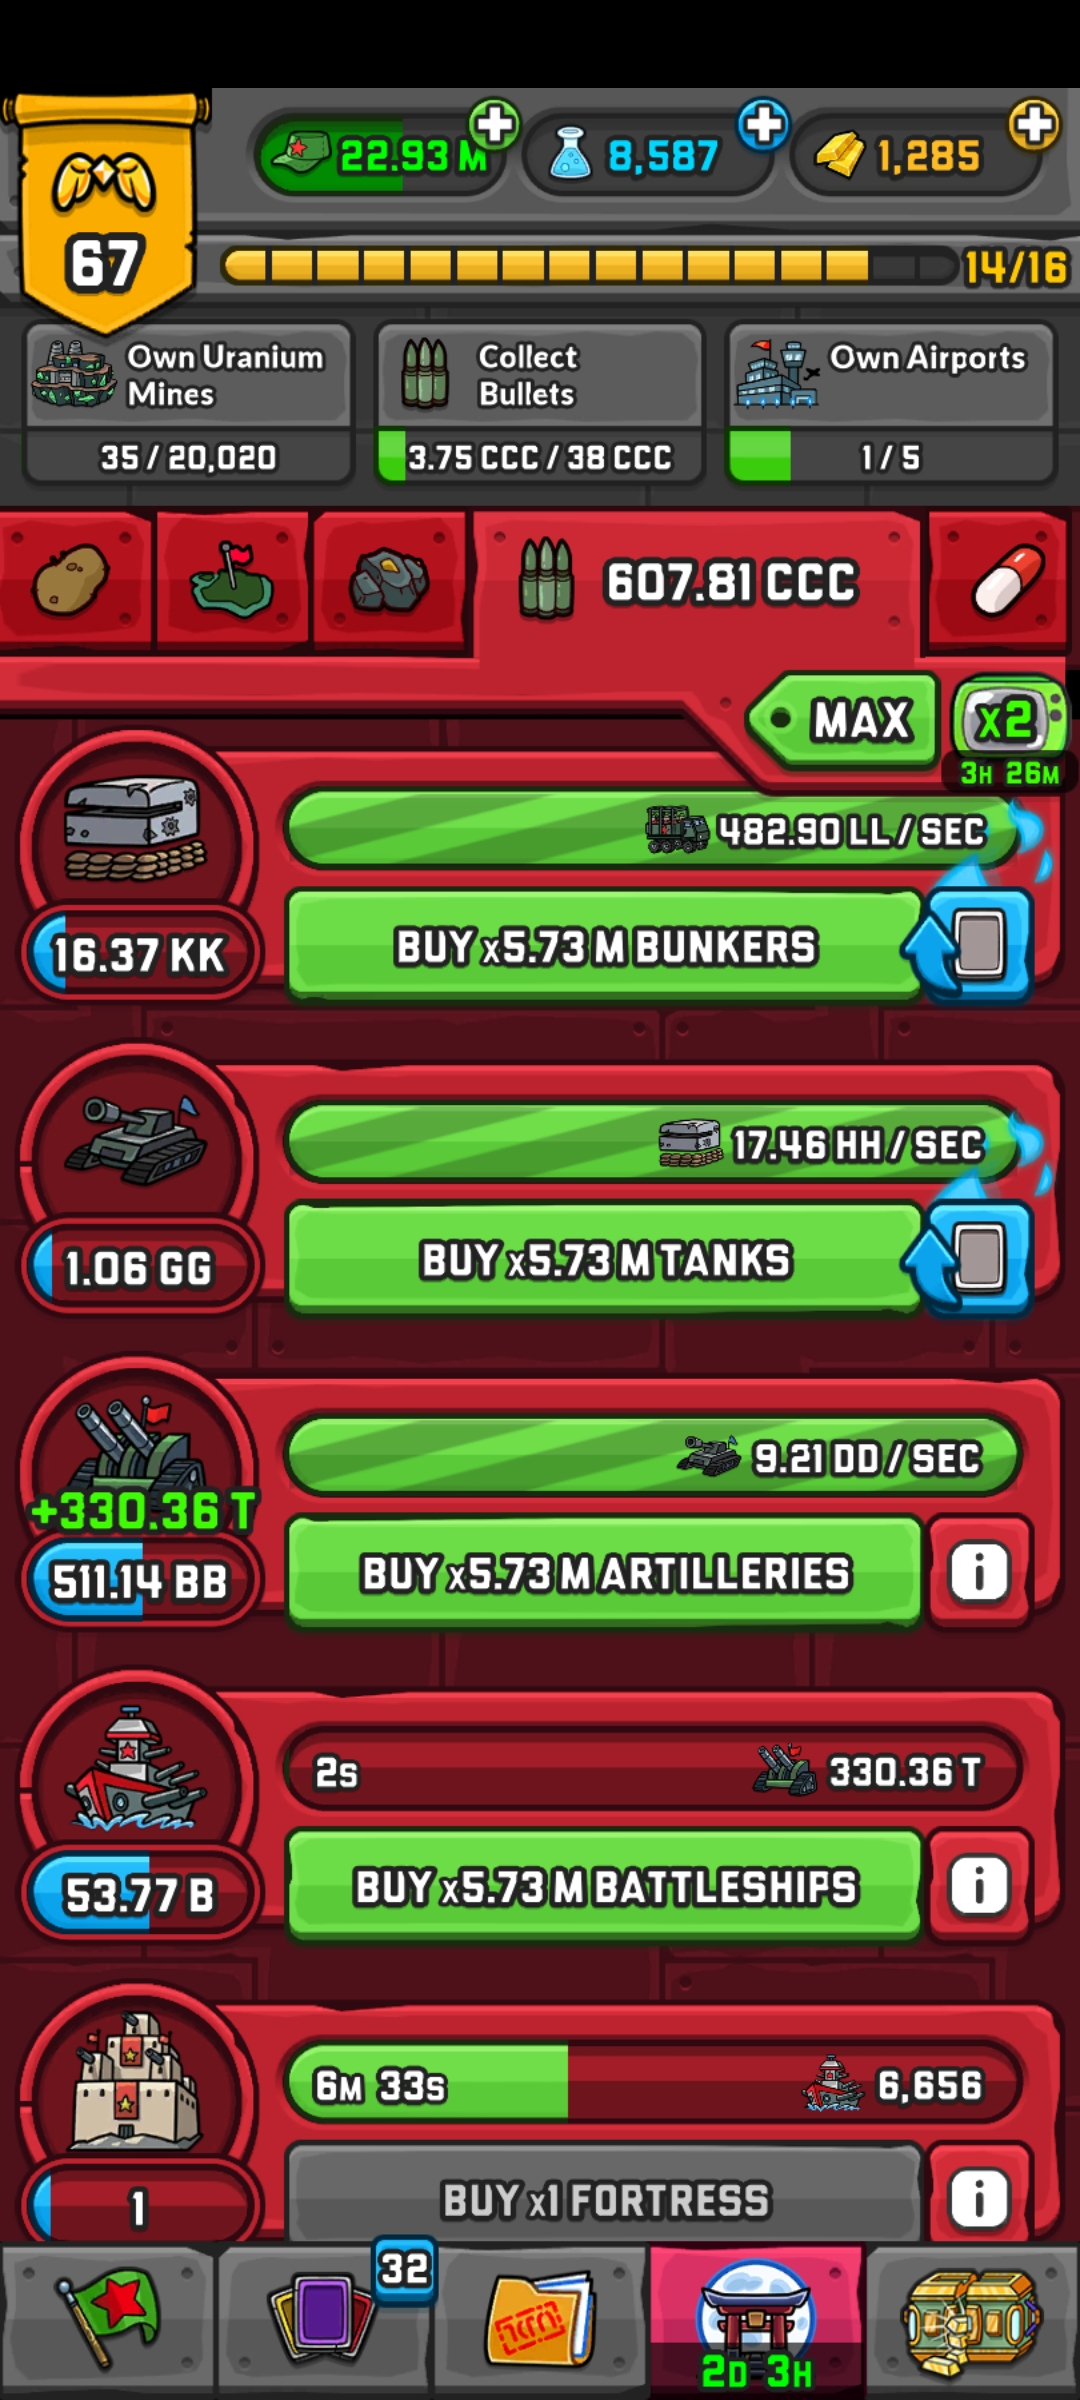 22.93 M
8,587
1,285
67
14/16
Own Uranium
Mines
35 / 20,020
Collect
Bullets
3.75 CCC / 38 CCC
Own Airports
1 / 5
607.81 CCC
MAX
x2
3H 26M
482.90 LL / SEC
16.37 KK
BUY x5.73 M BUNKERS
17.46 HH / SEC
1.06 GG
BUY x5.73 M TANKS
9.21 DD / SEC
+330.36 T
511.14 BB
BUY x5.73 M ARTILLERIES
i
2s
330.36 T
53.77 B
BUY x5.73 M BATTLESHIPS
i
6M 33s
6,656
1
BUY x1 FORTRESS
i
32
2D 3H